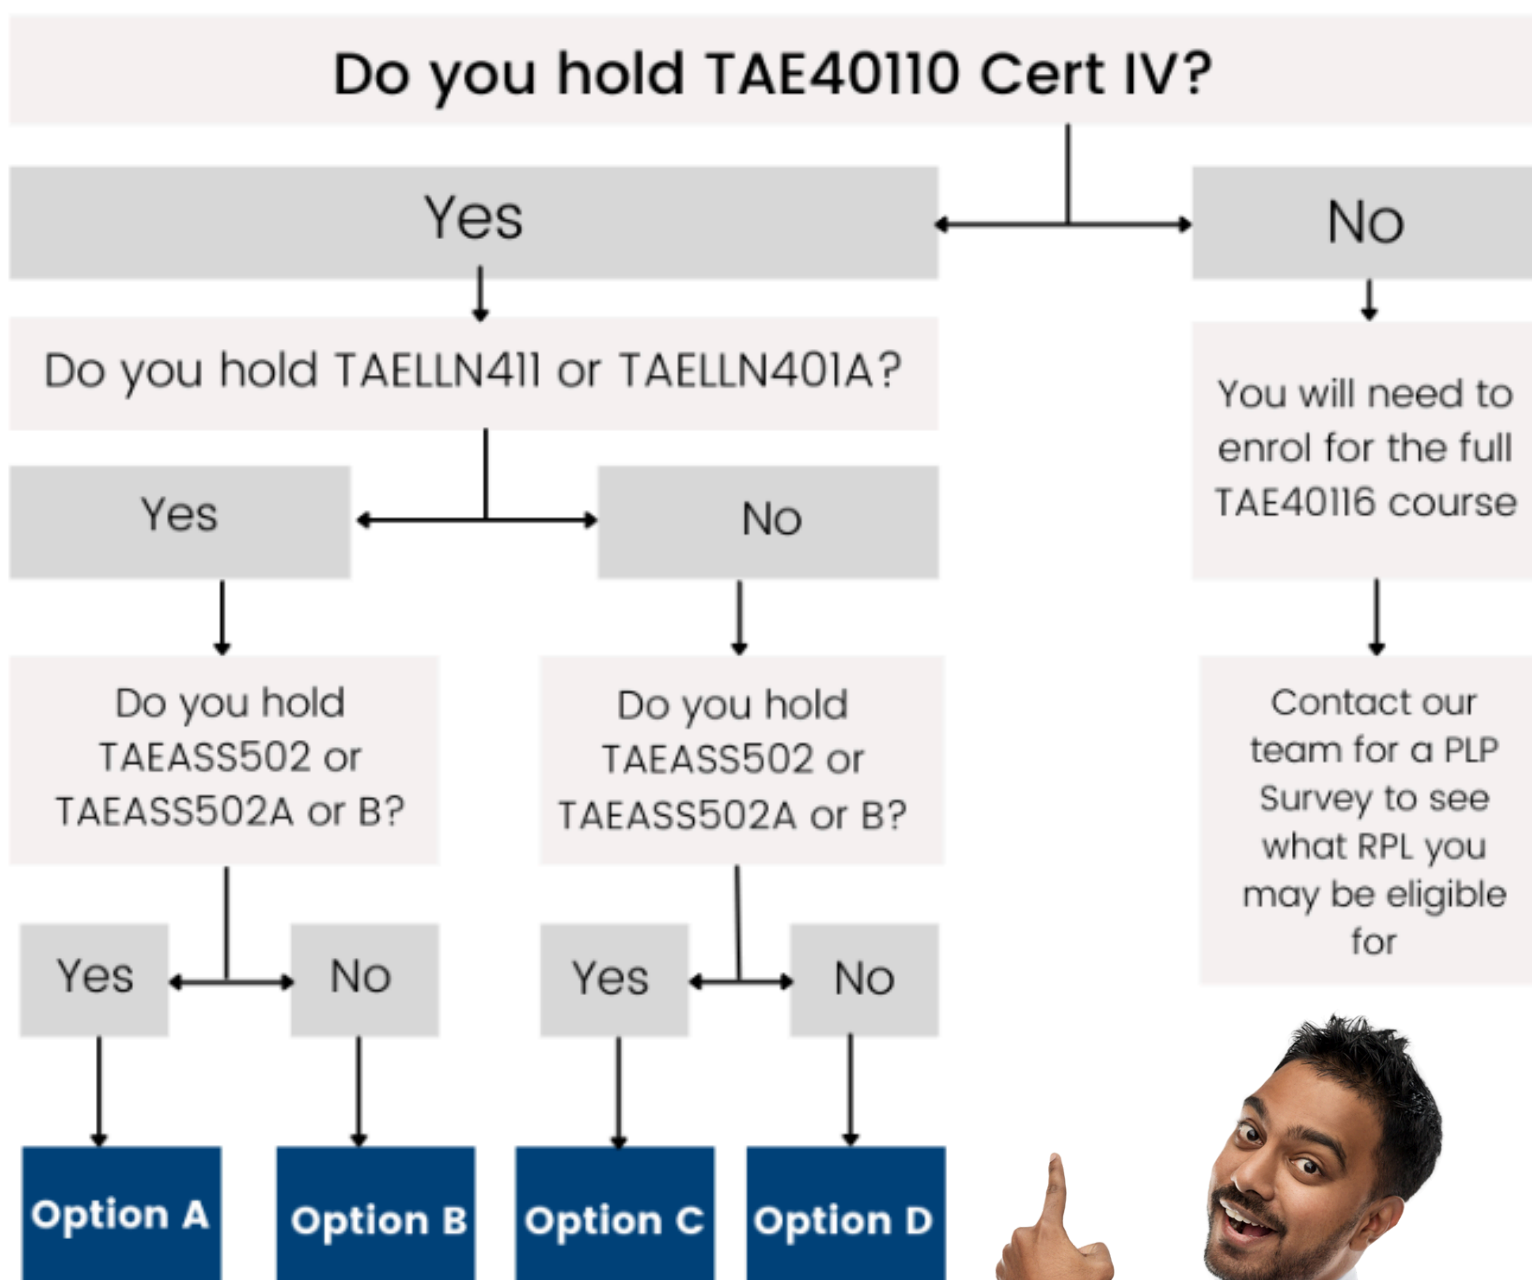 Do you hold TAE40110 Cert IV?
Yes
No
Do you hold TAELLN411 or TAELLN401A?
You will need to
enrol for the full
TAE40116 course
Yes
No
Do you hold
TAEASS502 or
TAEASS502A or B?
Do you hold
TAEASS502 or
TAEASS502A or B?
Contact our
team for a PLP
Survey to see
what RPL you
may be eligible
for
Yes
No
Yes
No
Option A
Option B
Option C
Option D